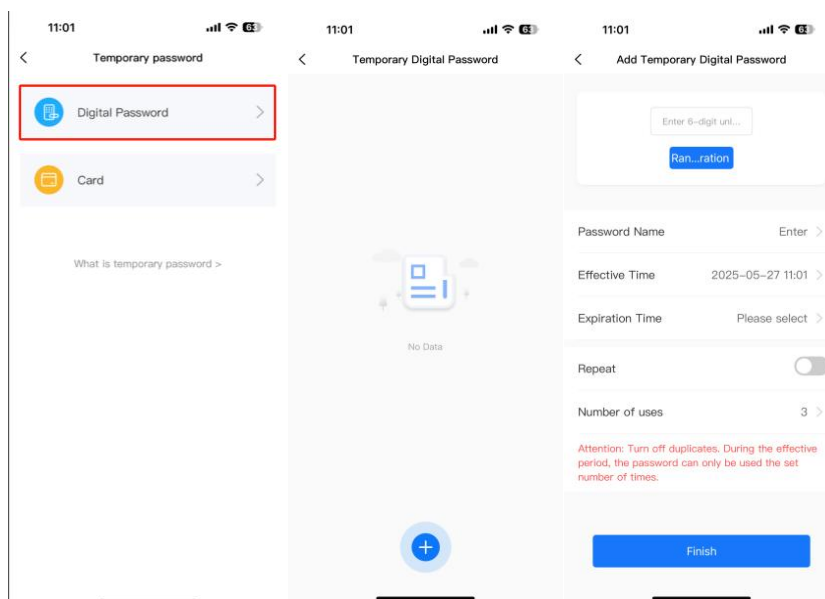 11:01
63
Temporary password
Digital Password
Card
What is temporary password >
11:01
63
Temporary Digital Password
No Data
11:01
63
Add Temporary Digital Password
Enter 6-digit unl...
Ran...ration
Password Name Enter
Effective Time 2025-05-27 11:01
Expiration Time Please select
Repeat
Number of uses 3
Attention: Turn off duplicates. During the effective
period, the password can only be used the set
number of times.
Finish